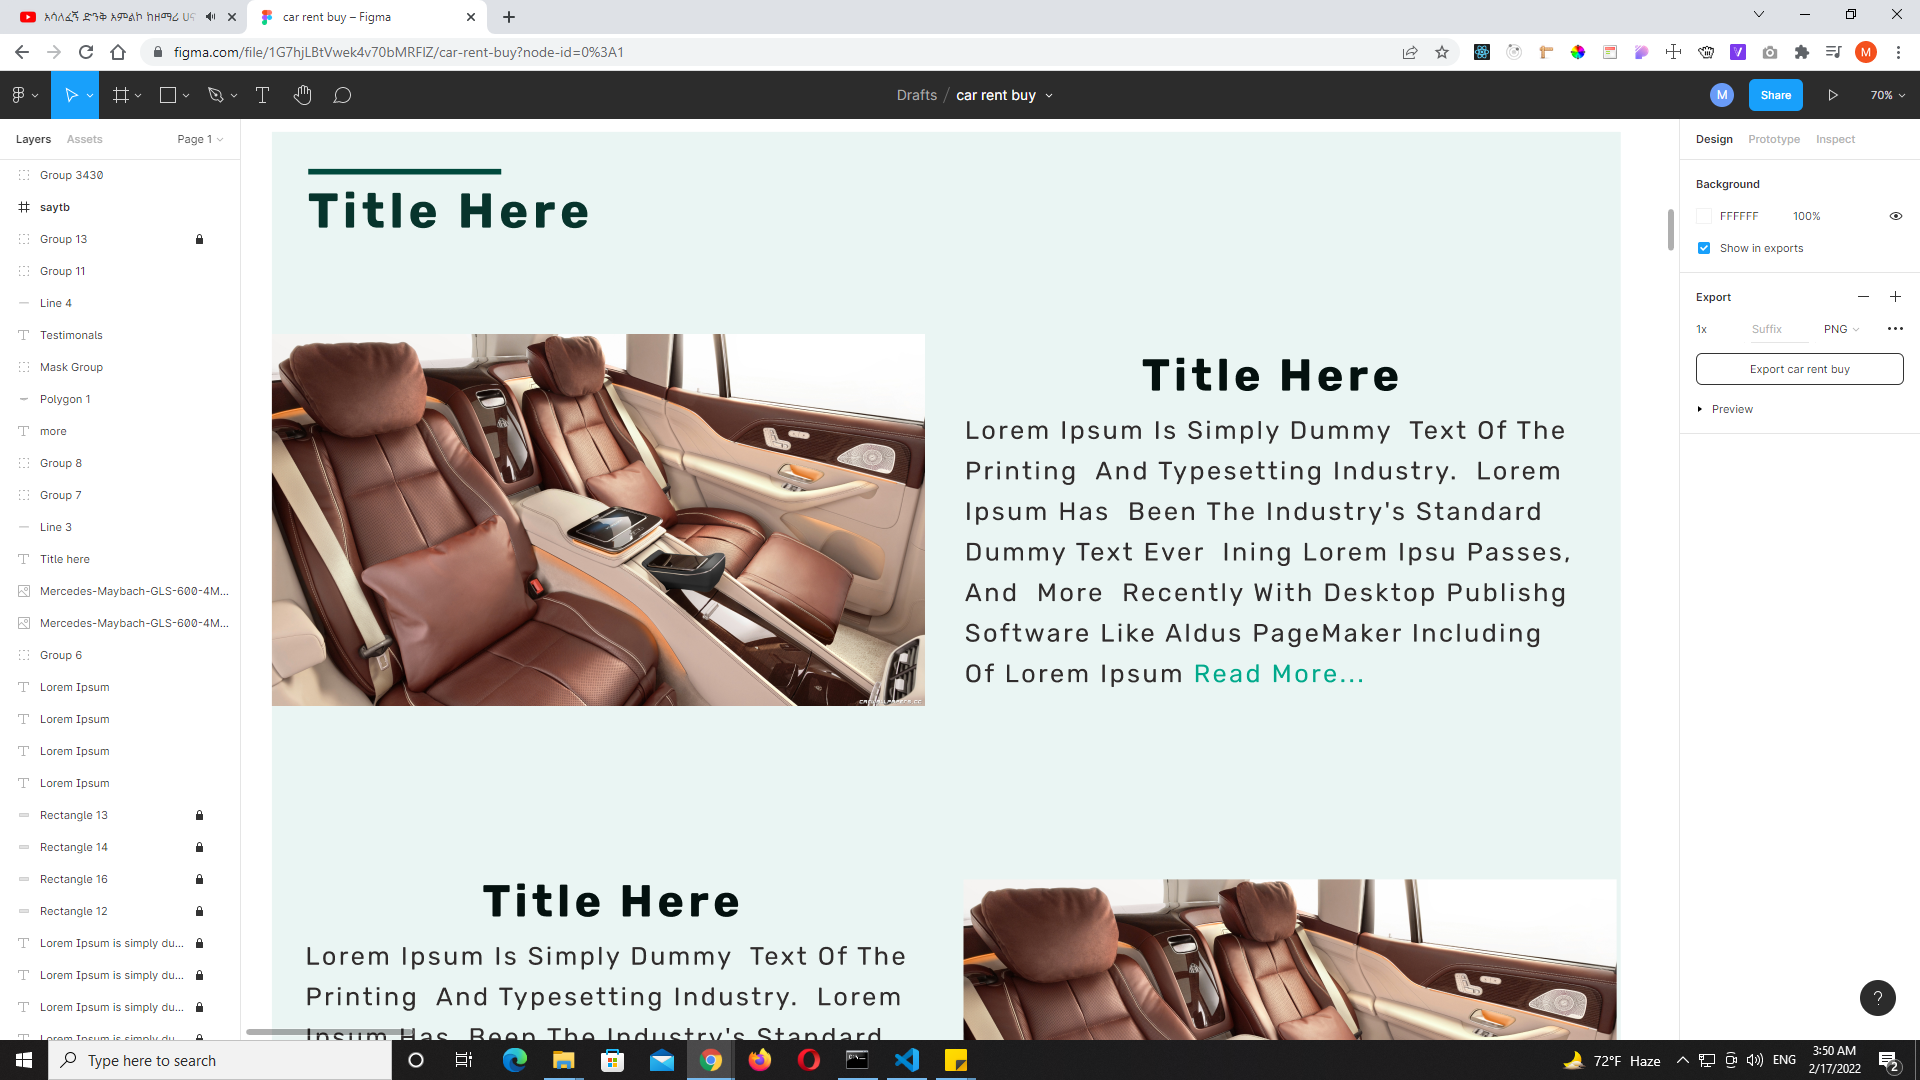 አሳለፈኝ ድንቅ አምልኮ ከዘማሪ
car rent buy – Figma
figma.com/file/1G7hjLBtVwek4v70bMRFIZ/car-rent-buy?node-id=0%3A1
M
Drafts / car rent buy
M
Share
70%
Layers
Assets
Page 1
Design
Prototype
Inspect
Group 3430
saytb
Group 13
Group 11
Line 4
Testimonals
Mask Group
Polygon 1
more
Group 8
Group 7
Line 3
Title here
Mercedes-Maybach-GLS-600-4M...
Mercedes-Maybach-GLS-600-4M...
Group 6
Lorem Ipsum
Lorem Ipsum
Lorem Ipsum
Lorem Ipsum
Rectangle 13
Rectangle 14
Rectangle 16
Rectangle 12
Lorem Ipsum is simply du...
Lorem Ipsum is simply du...
Lorem Ipsum is simply du...
Lorem Ipsum is simply du...
Title Here
Title Here
Lorem Ipsum Is Simply Dummy Text Of The
Printing And Typesetting Industry. Lorem
Ipsum Has Been The Industry's Standard
Dummy Text Ever Ining Lorem Ipsu Passes,
And More Recently With Desktop Publishg
Software Like Aldus PageMaker Including
Of Lorem Ipsum Read More...
Title Here
Lorem Ipsum Is Simply Dummy Text Of The
Printing And Typesetting Industry. Lorem
Ipsum Has Been The Industry's Standard
Background
FFFFFF 100%
Show in exports
Export
1x Suffix PNG
Export car rent buy
Preview
?
Type here to search
72°F Haze
ENG
3:50 AM
2/17/2022
2